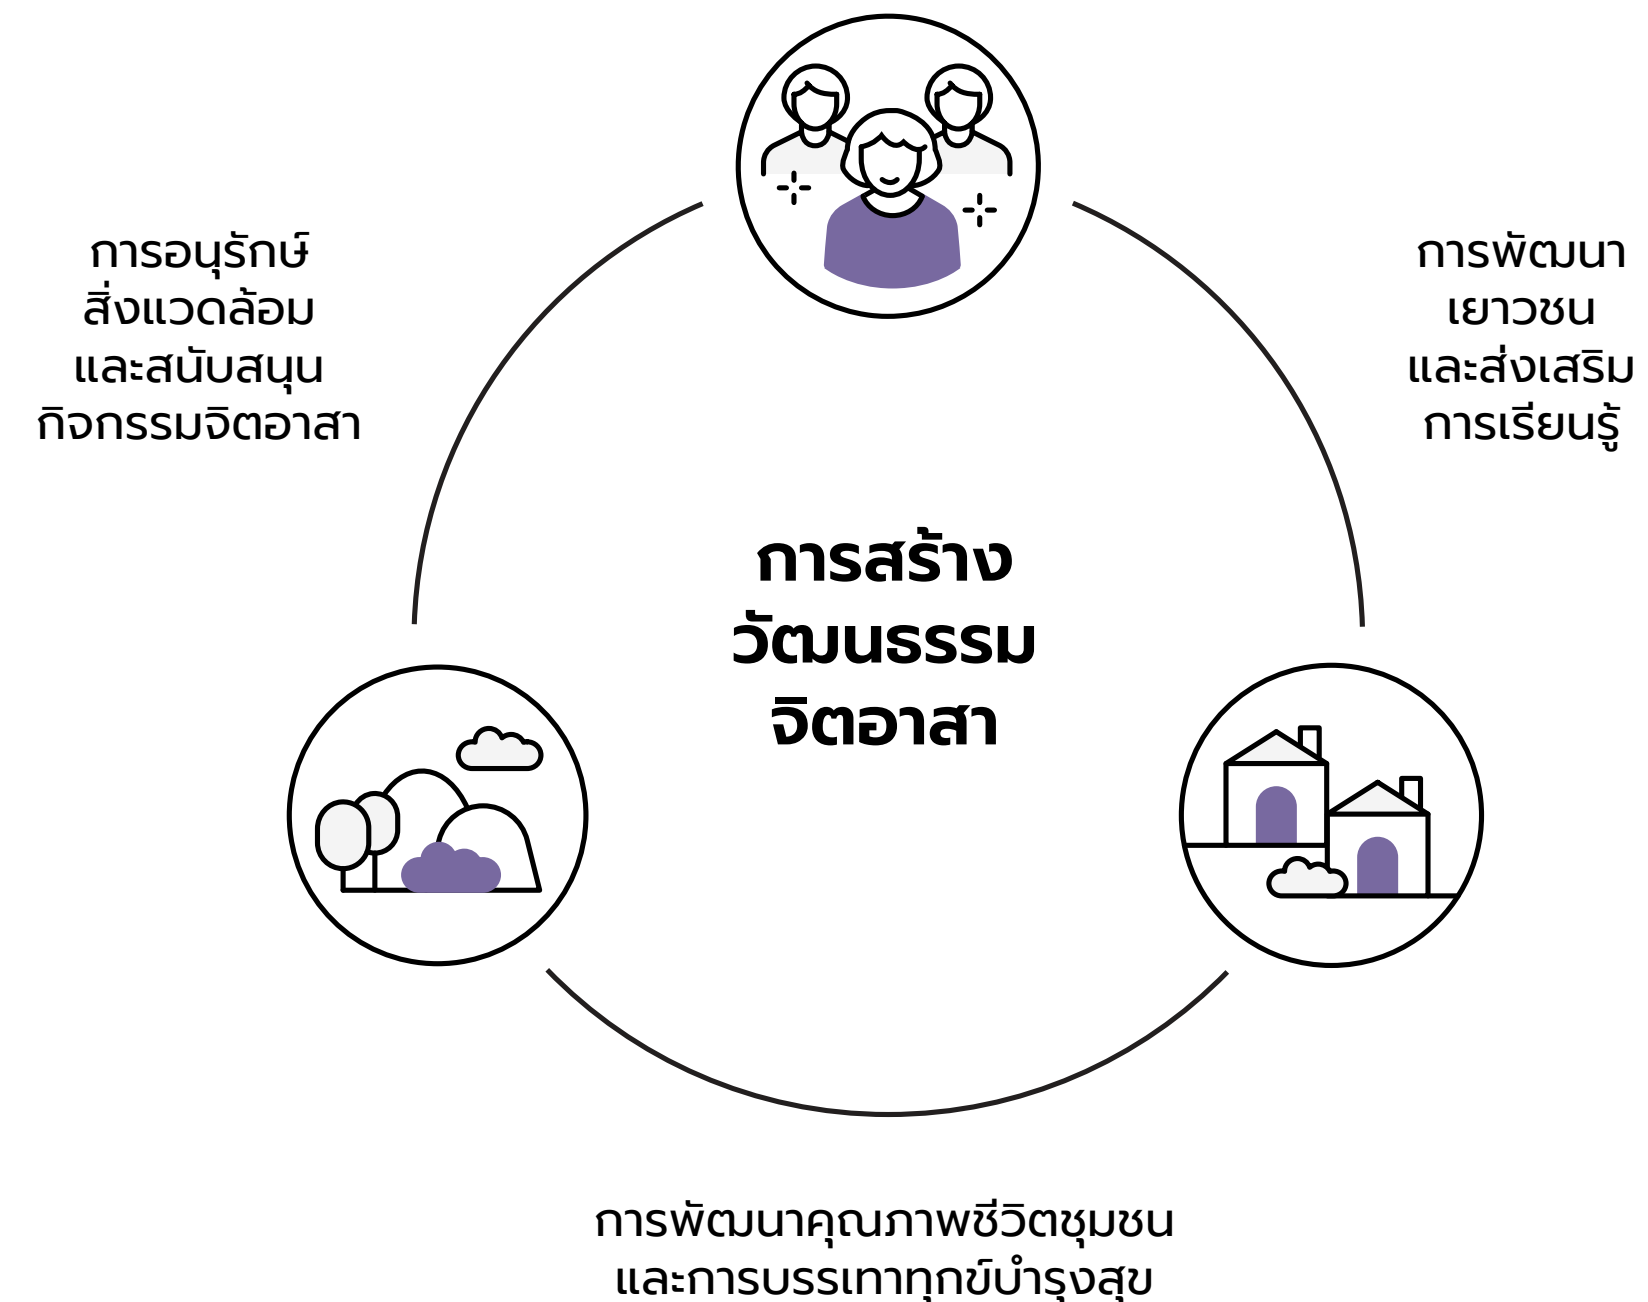 การอนุรักษ์
สิ่งแวดล้อม
และสนับสนุน
กิจกรรมจิตอาสา
การพัฒนา
เยาวชน
และส่งเสริม
การเรียนรู้
การสร้าง
วัฒนธรรม
จิตอาสา
การพัฒนาคุณภาพชีวิตชุมชน
และการบรรเทาทุกข์บำรุงสุข